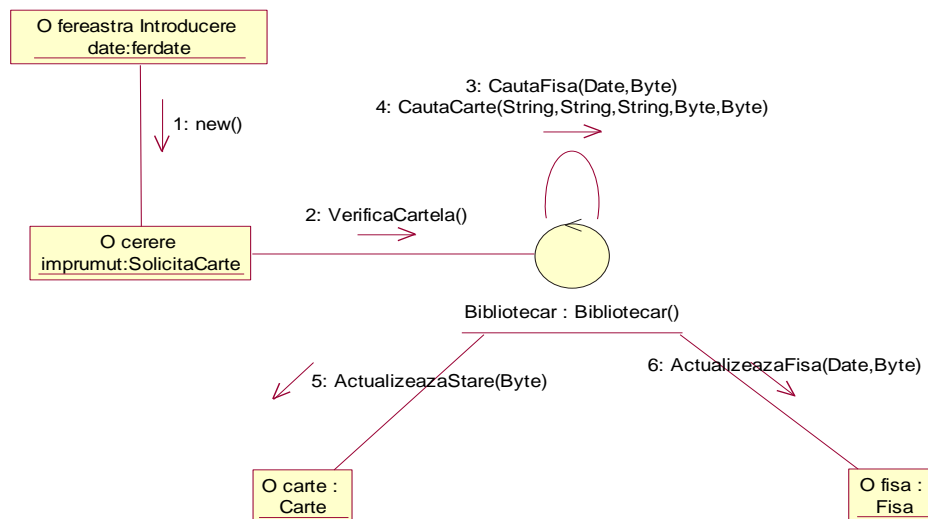 O fereastra Introducere
date:ferdate
1: new()
3: CautaFisa(Date,Byte)
4: CautaCarte(String,String,String,Byte,Byte)
2: VerificaCartela()
O cerere
imprumut:SolicitaCarte
Bibliotecar : Bibliotecar()
5: ActualizeazaStare(Byte)
6: ActualizeazaFisa(Date,Byte)
O carte :
Carte
O fisa :
Fisa